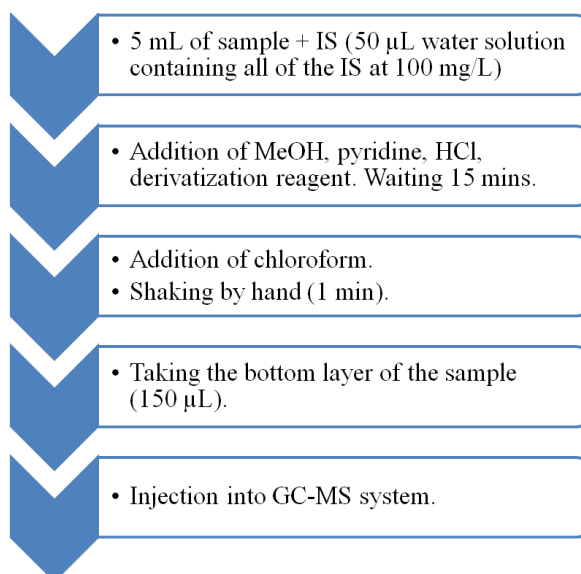 • 5 mL of sample + IS (50 µL water solution
containing all of the IS at 100 mg/L)
• Addition of MeOH, pyridine, HCl,
derivatization reagent. Waiting 15 mins.
• Addition of chloroform.
• Shaking by hand (1 min).
• Taking the bottom layer of the sample
(150 µL).
• Injection into GC-MS system.